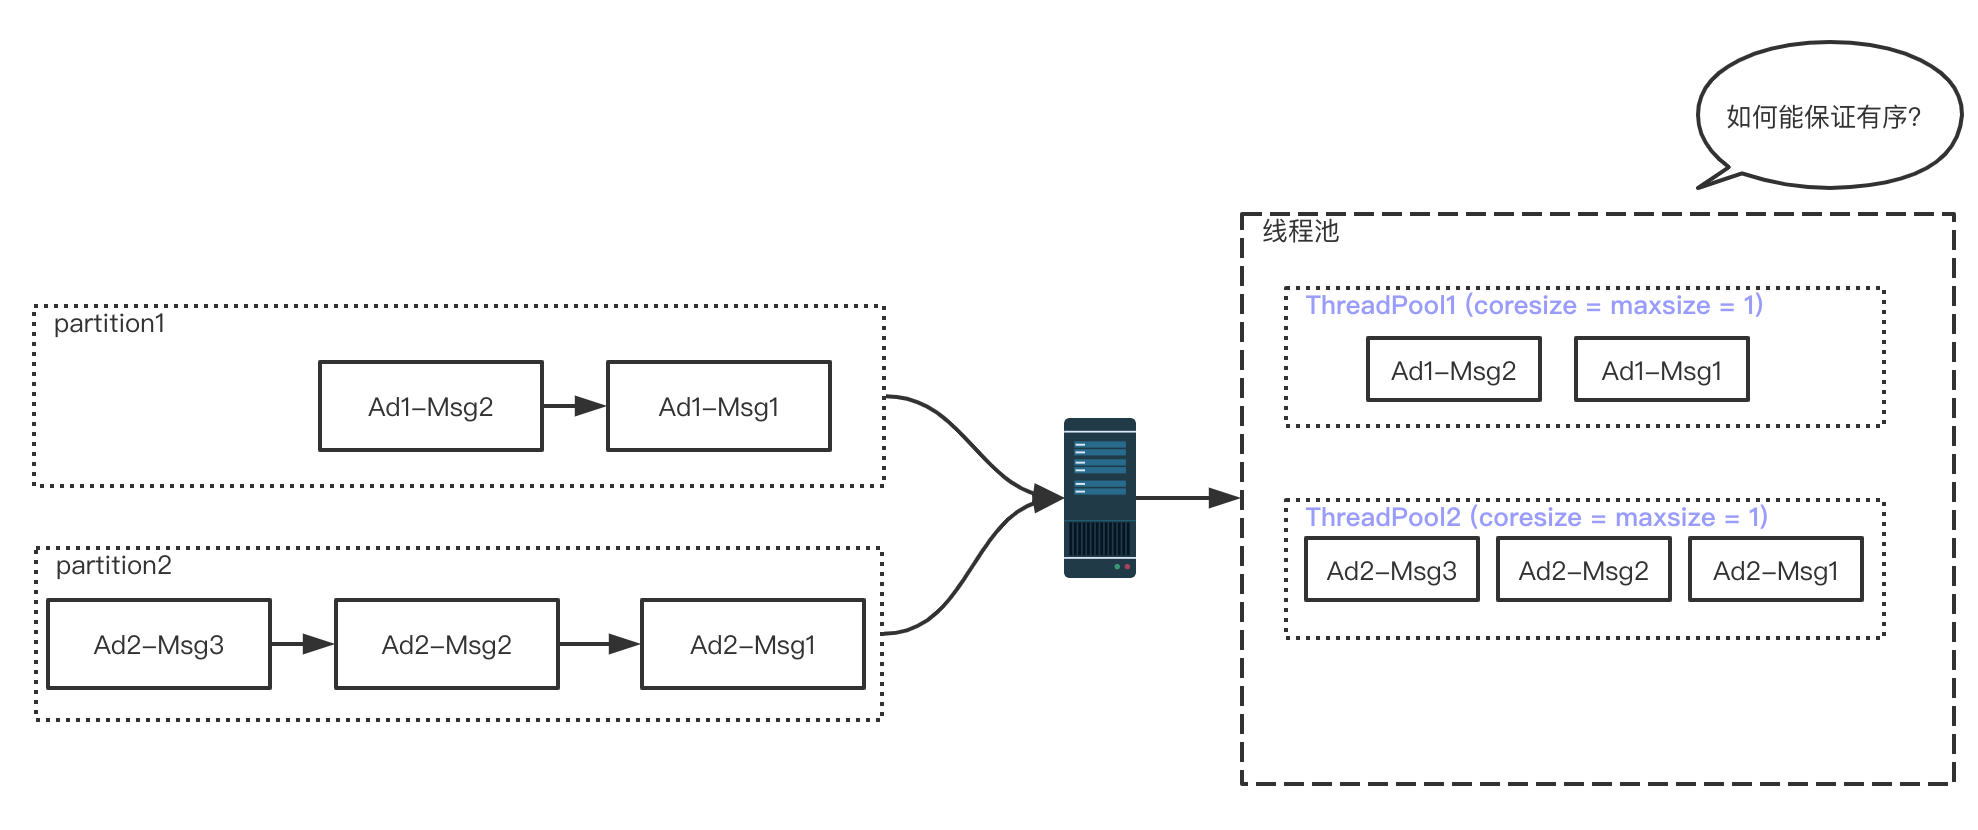 如何能保证有序?
线程池
ThreadPool1 (coresize = maxsize = 1)
Ad1-Msg2
Ad1-Msg1
partition1
Ad1-Msg2
Ad1-Msg1
ThreadPool2 (coresize = maxsize = 1)
Ad2-Msg3
Ad2-Msg2
Ad2-Msg1
partition2
Ad2-Msg3
Ad2-Msg2
Ad2-Msg1